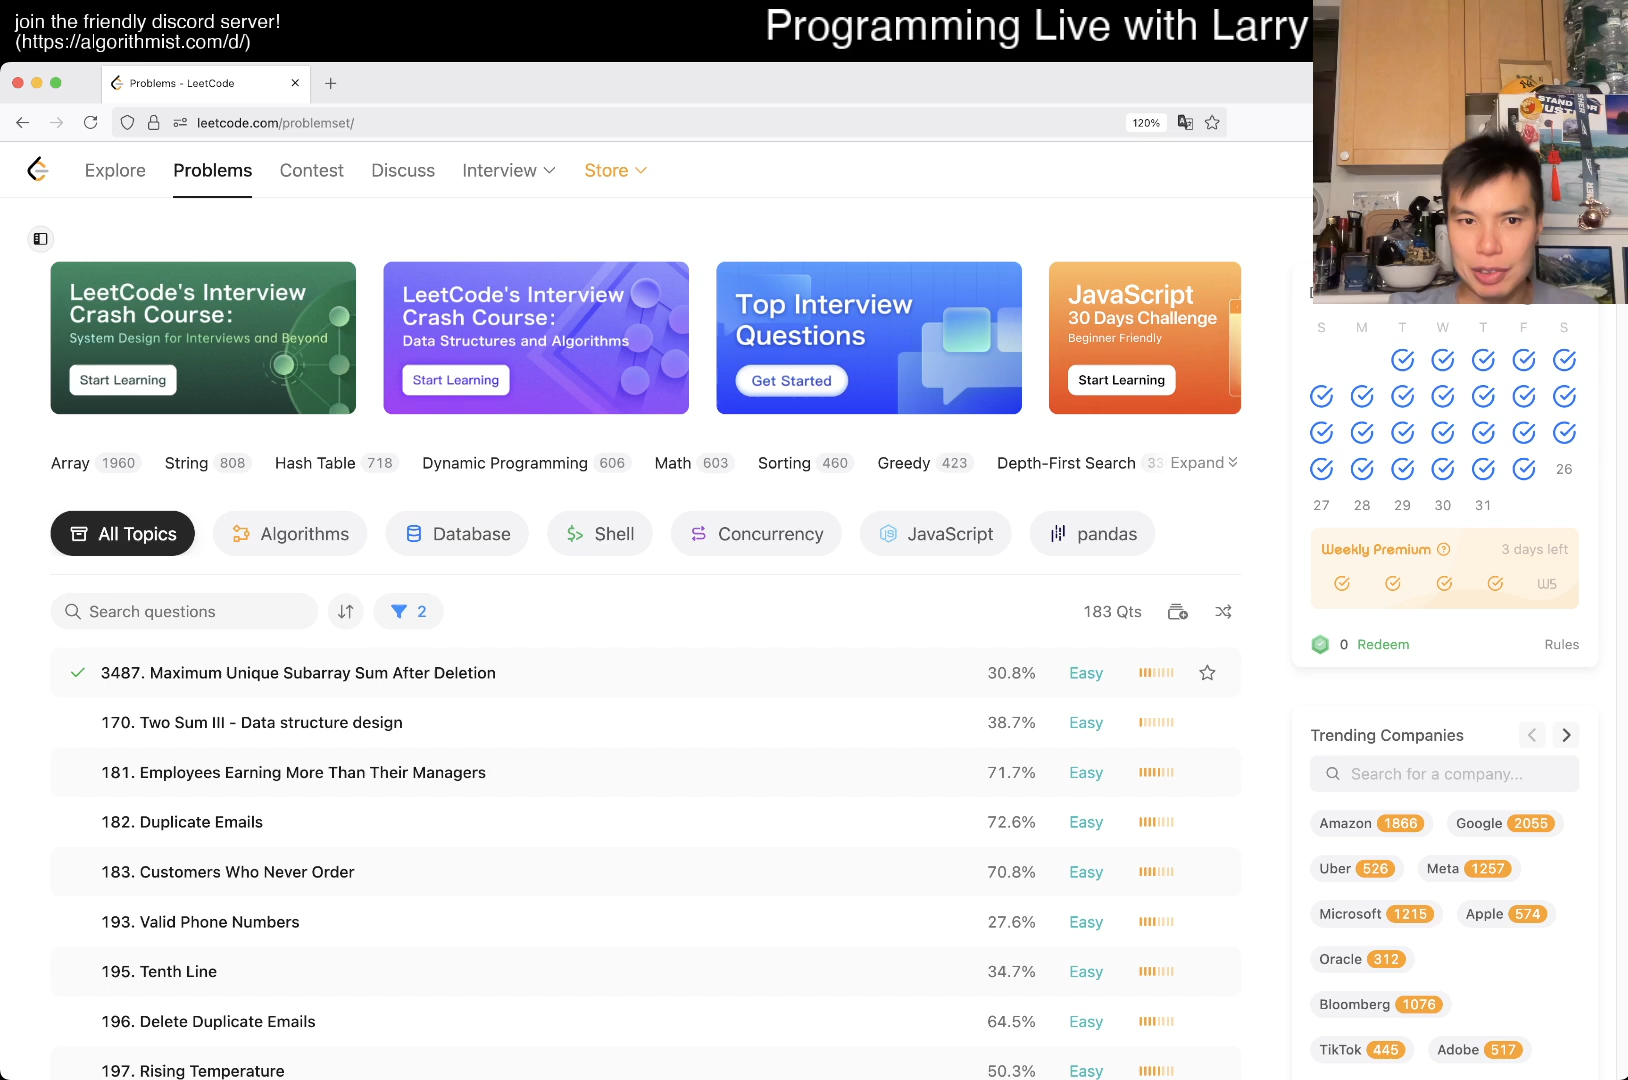 join the friendly discord server!
(https://algorithmist.com/d/)
Programming Live with Larry
Problems - LeetCode
leetcode.com/problemset/
120%
Explore
Problems
Contest
Discuss
Interview
Store
LeetCode's Interview
Crash Course:
System Design for Interviews and Beyond
Start Learning
LeetCode's Interview
Crash Course:
Data Structures and Algorithms
Start Learning
Top Interview
Questions
Get Started
JavaScript
30 Days Challenge
Beginner Friendly
Start Learning
Array 1960
String 808
Hash Table 718
Dynamic Programming 606
Math 603
Sorting 460
Greedy 423
Depth-First Search 33
Expand
All Topics
Algorithms
Database
Shell
Concurrency
JavaScript
pandas
Search questions
2
183 Qts
3487. Maximum Unique Subarray Sum After Deletion 30.8% Easy
170. Two Sum III - Data structure design 38.7% Easy
181. Employees Earning More Than Their Managers 71.7% Easy
182. Duplicate Emails 72.6% Easy
183. Customers Who Never Order 70.8% Easy
193. Valid Phone Numbers 27.6% Easy
195. Tenth Line 34.7% Easy
196. Delete Duplicate Emails 64.5% Easy
197. Rising Temperature 50.3% Easy
STAND
S M T W T F S
26
27 28 29 30 31
Weekly Premium 3 days left
W5
0 Redeem Rules
Trending Companies
Search for a company...
Amazon 1866 Google 2055
Uber 526 Meta 1257
Microsoft 1215 Apple 574
Oracle 312
Bloomberg 1076
TikTok 445 Adobe 517